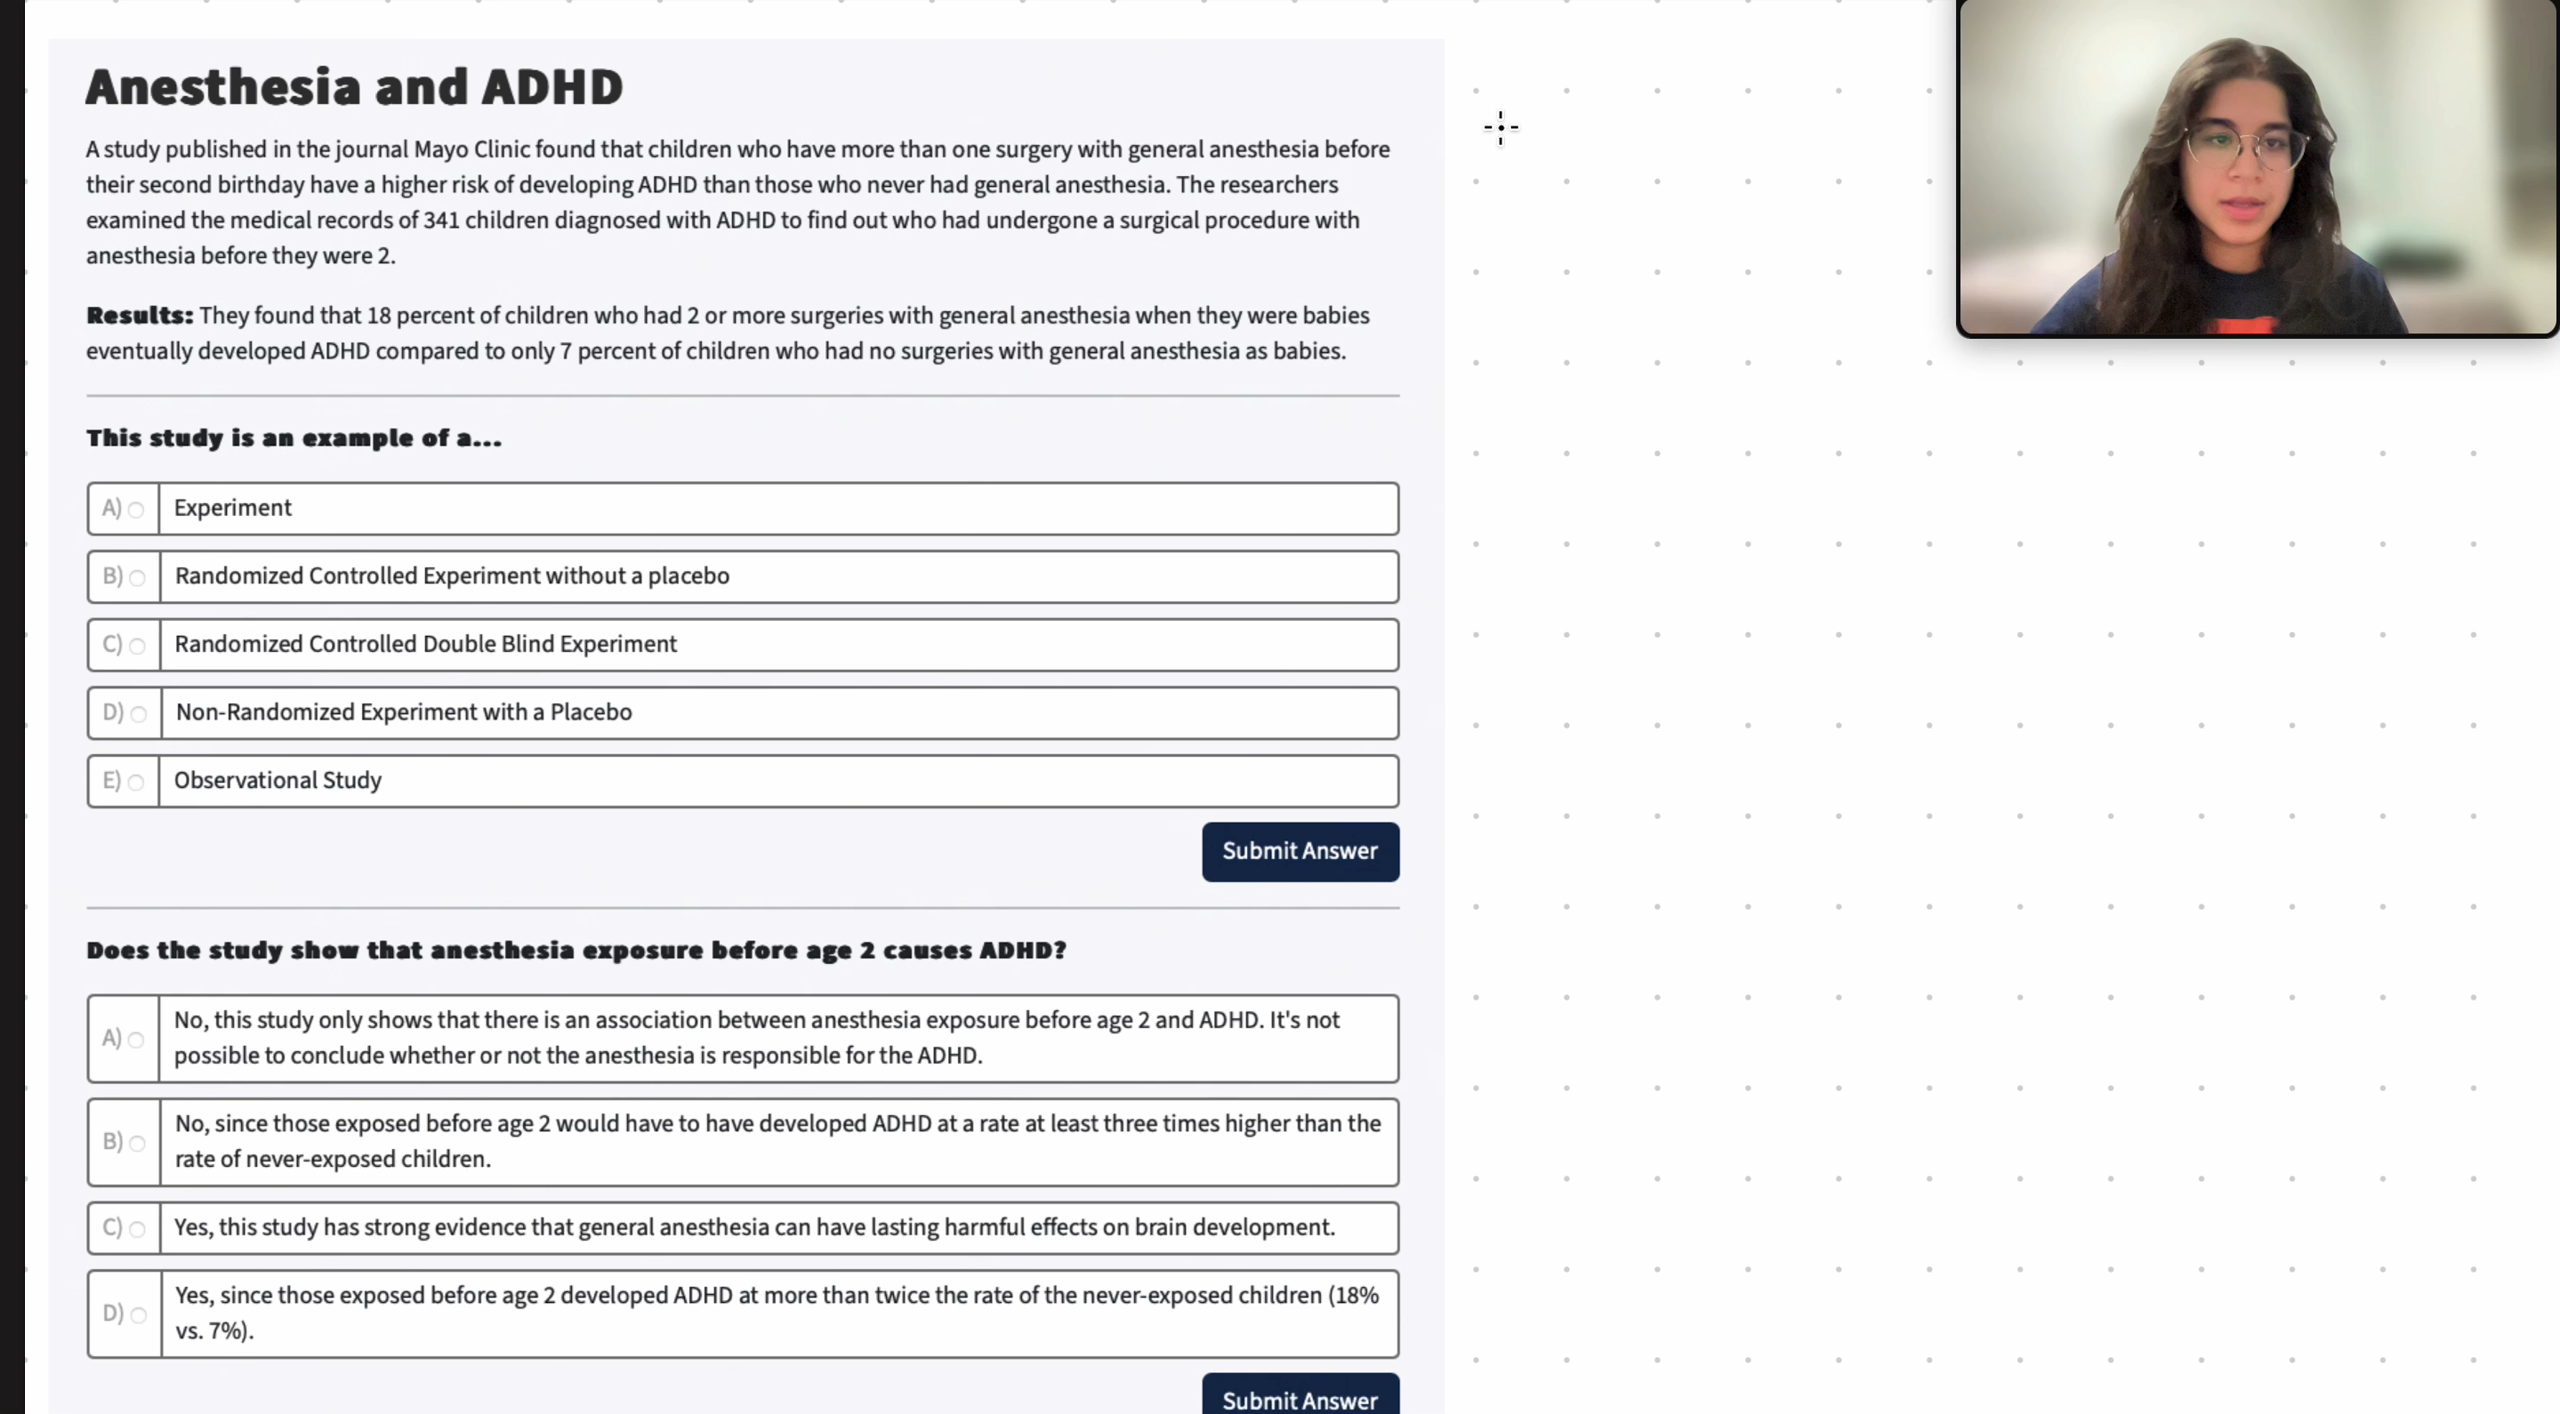 Anesthesia and ADHD
A study published in the journal Mayo Clinic found that children who have more than one surgery with general anesthesia before
their second birthday have a higher risk of developing ADHD than those who never had general anesthesia. The researchers
examined the medical records of 341 children diagnosed with ADHD to find out who had undergone a surgical procedure with
anesthesia before they were 2.
Results: They found that 18 percent of children who had 2 or more surgeries with general anesthesia when they were babies
eventually developed ADHD compared to only 7 percent of children who had no surgeries with general anesthesia as babies.
This study is an example of a...
A) Experiment
B) Randomized Controlled Experiment without a placebo
C) Randomized Controlled Double Blind Experiment
D) Non-Randomized Experiment with a Placebo
E) Observational Study
Submit Answer
Does the study show that anesthesia exposure before age 2 causes ADHD?
A) No, this study only shows that there is an association between anesthesia exposure before age 2 and ADHD. It's not
possible to conclude whether or not the anesthesia is responsible for the ADHD.
B) No, since those exposed before age 2 would have to have developed ADHD at a rate at least three times higher than the
rate of never-exposed children.
C) Yes, this study has strong evidence that general anesthesia can have lasting harmful effects on brain development.
D) Yes, since those exposed before age 2 developed ADHD at more than twice the rate of the never-exposed children (18%
vs. 7%).
Submit Answer